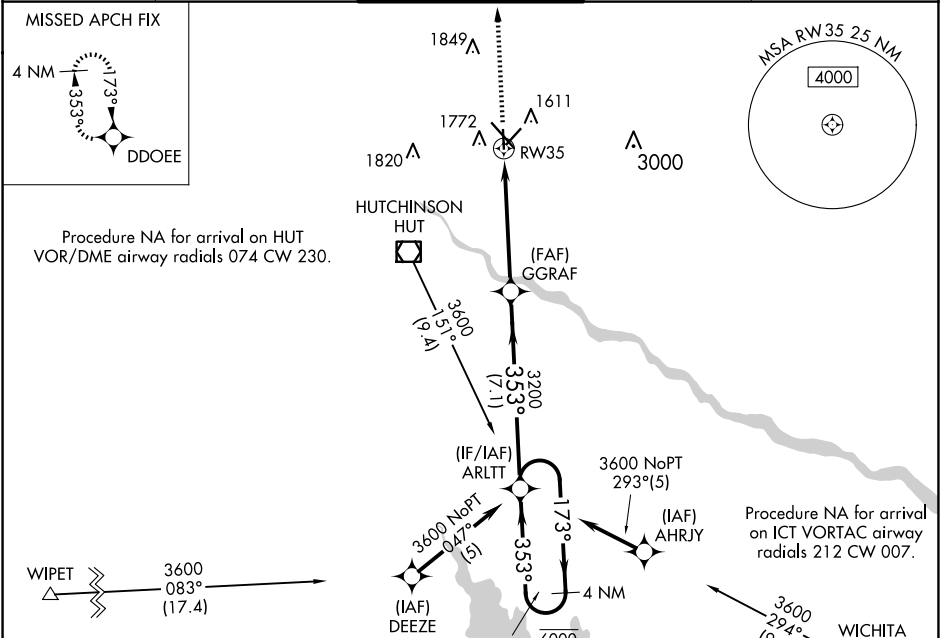 MISSED APCH FIX
4 NM
353°
173°
DDOEE
1849
1611
1772
1820
RW35
3000
MSA RW35 25 NM
4000
Procedure NA for arrival on HUT
VOR/DME airway radials 074 CW 230.
HUTCHINSON
HUT
3600
151°
(9.4)
(FAF)
GGRAF
3200
353°
(7.1)
(IF/IAF)
ARLTT
3600 NoPT
293°(5)
(IAF)
AHRJY
Procedure NA for arrival
on ICT VORTAC airway
radials 212 CW 007.
3600 NoPT
047°
(5)
353°
173°
4 NM
WIPET
3600
083°
(17.4)
(IAF)
DEEZE
3600
294°
WICHITA